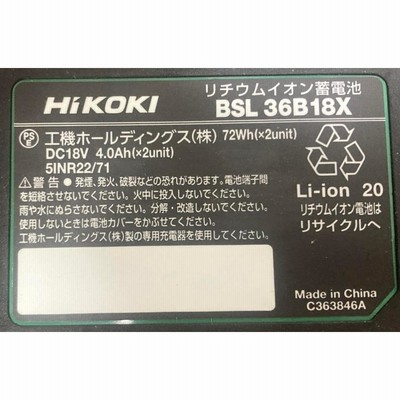 リチウムイオン蓄電池
HiKOKI
BSL 36B18X
PS E
工機ホールディングス(株) 72Wh(×2unit)
DC18V 4.0Ah(×2unit)
5INR22/71
⚠警告 ●発煙、発火、破裂などの恐れがあります。電池端子間
を短絡させないでください。火中に投入しないください。
雨や水にぬらさないでください。分解・改造しないでください。
使用しないときは電池カバーをかぶせてください。
工機ホールディングス(株)製の専用充電器を使用してください。
Li-ion 20
リチウムイオン電池は
リサイクルへ
Made in China
C363846A